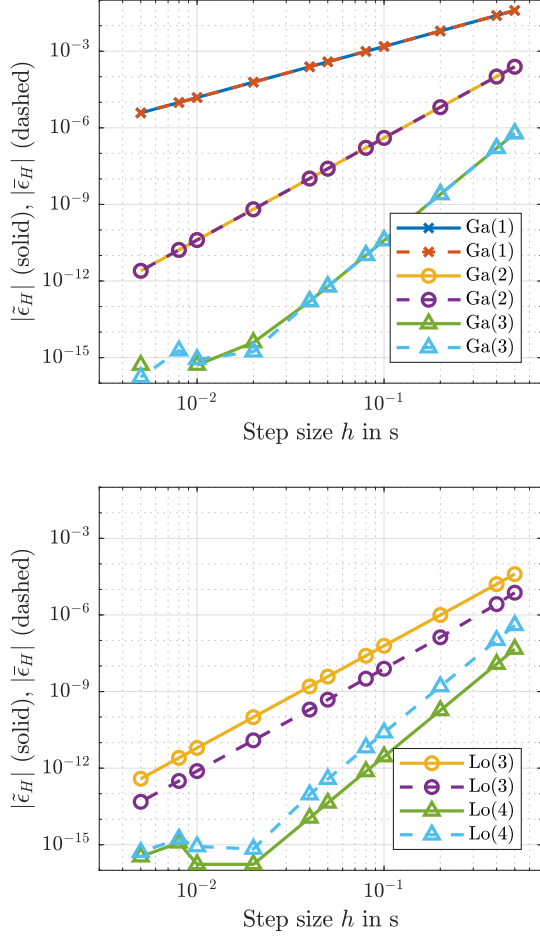 10^{-3}
10^{-6}
10^{-9}
10^{-12}
10^{-15}
|ε̃_H| (solid), |ε̄_H| (dashed)
Ga(1)
Ga(1)
Ga(2)
Ga(2)
Ga(3)
Ga(3)
10^{-2}
10^{-1}
Step size h in s
10^{-3}
10^{-6}
10^{-9}
10^{-12}
10^{-15}
|ε̃_H| (solid), |ε̄_H| (dashed)
Lo(3)
Lo(3)
Lo(4)
Lo(4)
10^{-2}
10^{-1}
Step size h in s